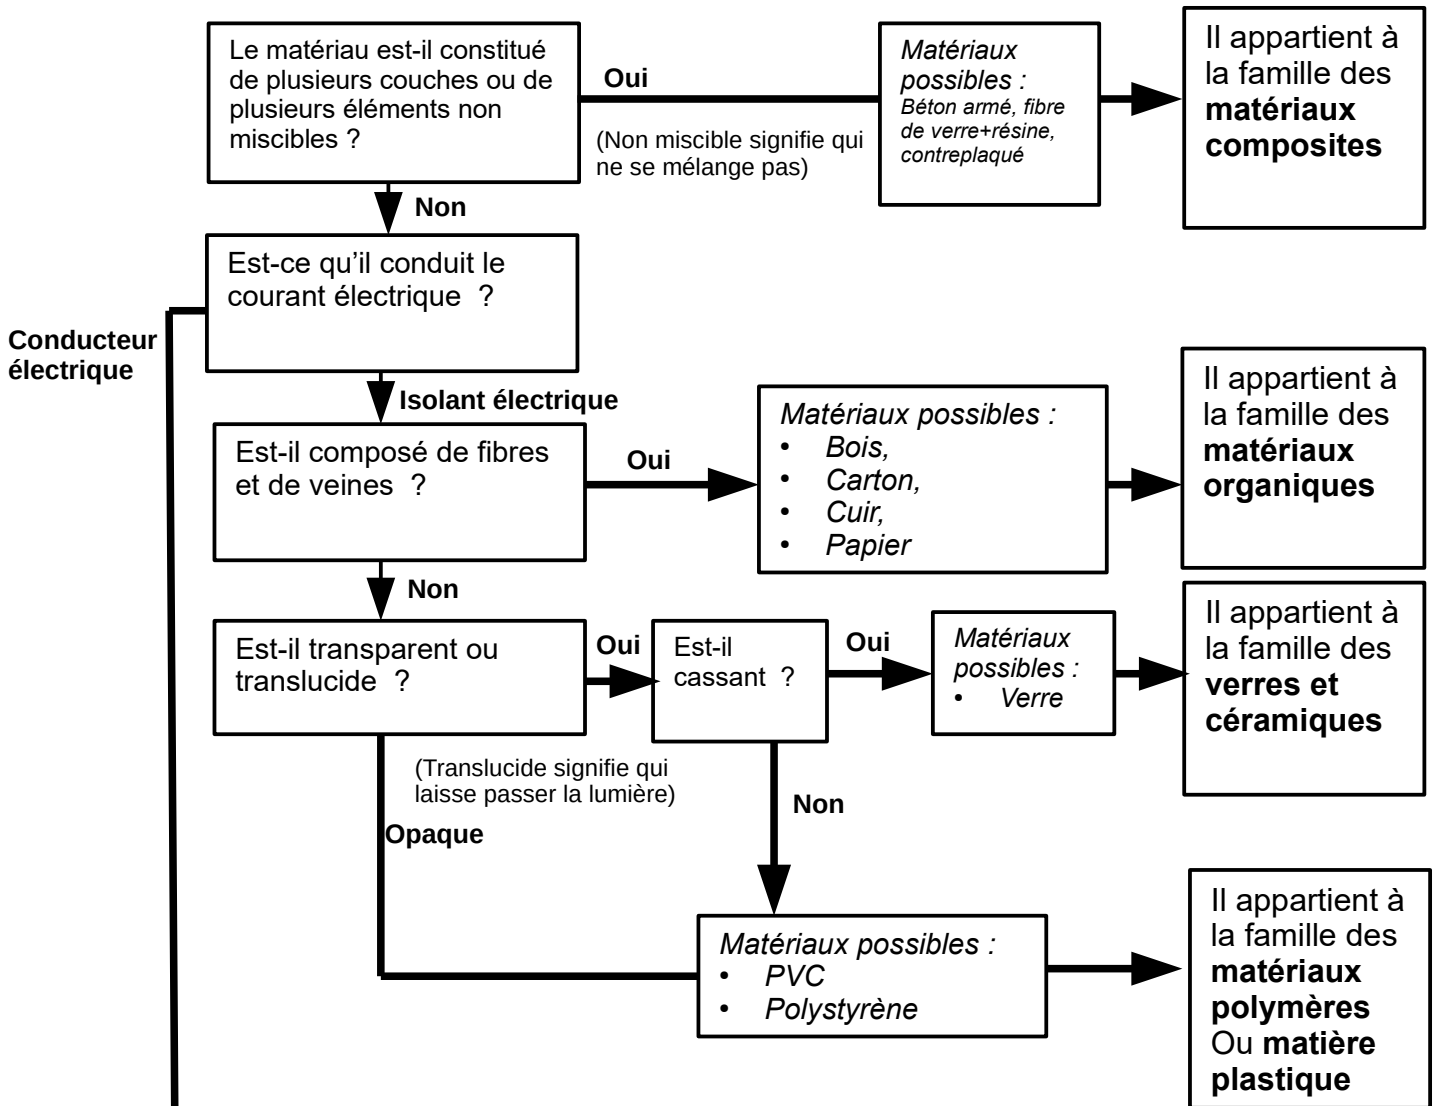 Le matériau est-il constitué
de plusieurs couches ou de
plusieurs éléments non
miscibles ?
Oui
(Non miscible signifie qui
ne se mélange pas)
Matériaux
possibles :
Béton armé, fibre
de verre+résine,
contreplaqué
Il appartient à
la famille des
matériaux
composites
Non
Est-ce qu’il conduit le
courant électrique ?
Conducteur
électrique
Isolant électrique
Est-il composé de fibres
et de veines ?
Oui
Matériaux possibles :
• Bois,
• Carton,
• Cuir,
• Papier
Il appartient à
la famille des
matériaux
organiques
Non
Est-il transparent ou
translucide ?
Oui
Est-il
cassant ?
Oui
Matériaux
possibles :
• Verre
Il appartient à
la famille des
verres et
céramiques
(Translucide signifie qui
laisse passer la lumière)
Opaque
Non
Matériaux possibles :
• PVC
• Polystyrène
Il appartient à
la famille des
matériaux
polymères
Ou matière
plastique